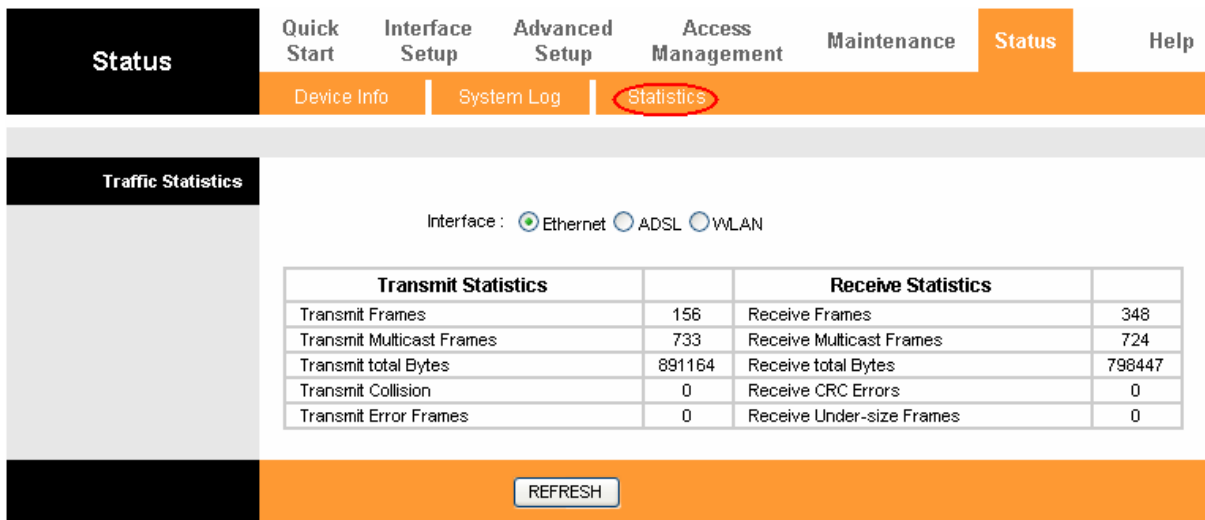 Status
Quick Start
Interface Setup
Advanced Setup
Access Management
Maintenance
Status
Help
Device Info
System Log
Statistics
Traffic Statistics
Interface : Ethernet ADSL WLAN
Transmit Statistics Receive Statistics
Transmit Frames 156 Receive Frames 348
Transmit Multicast Frames 733 Receive Multicast Frames 724
Transmit total Bytes 891164 Receive total Bytes 798447
Transmit Collision 0 Receive CRC Errors 0
Transmit Error Frames 0 Receive Under-size Frames 0
REFRESH